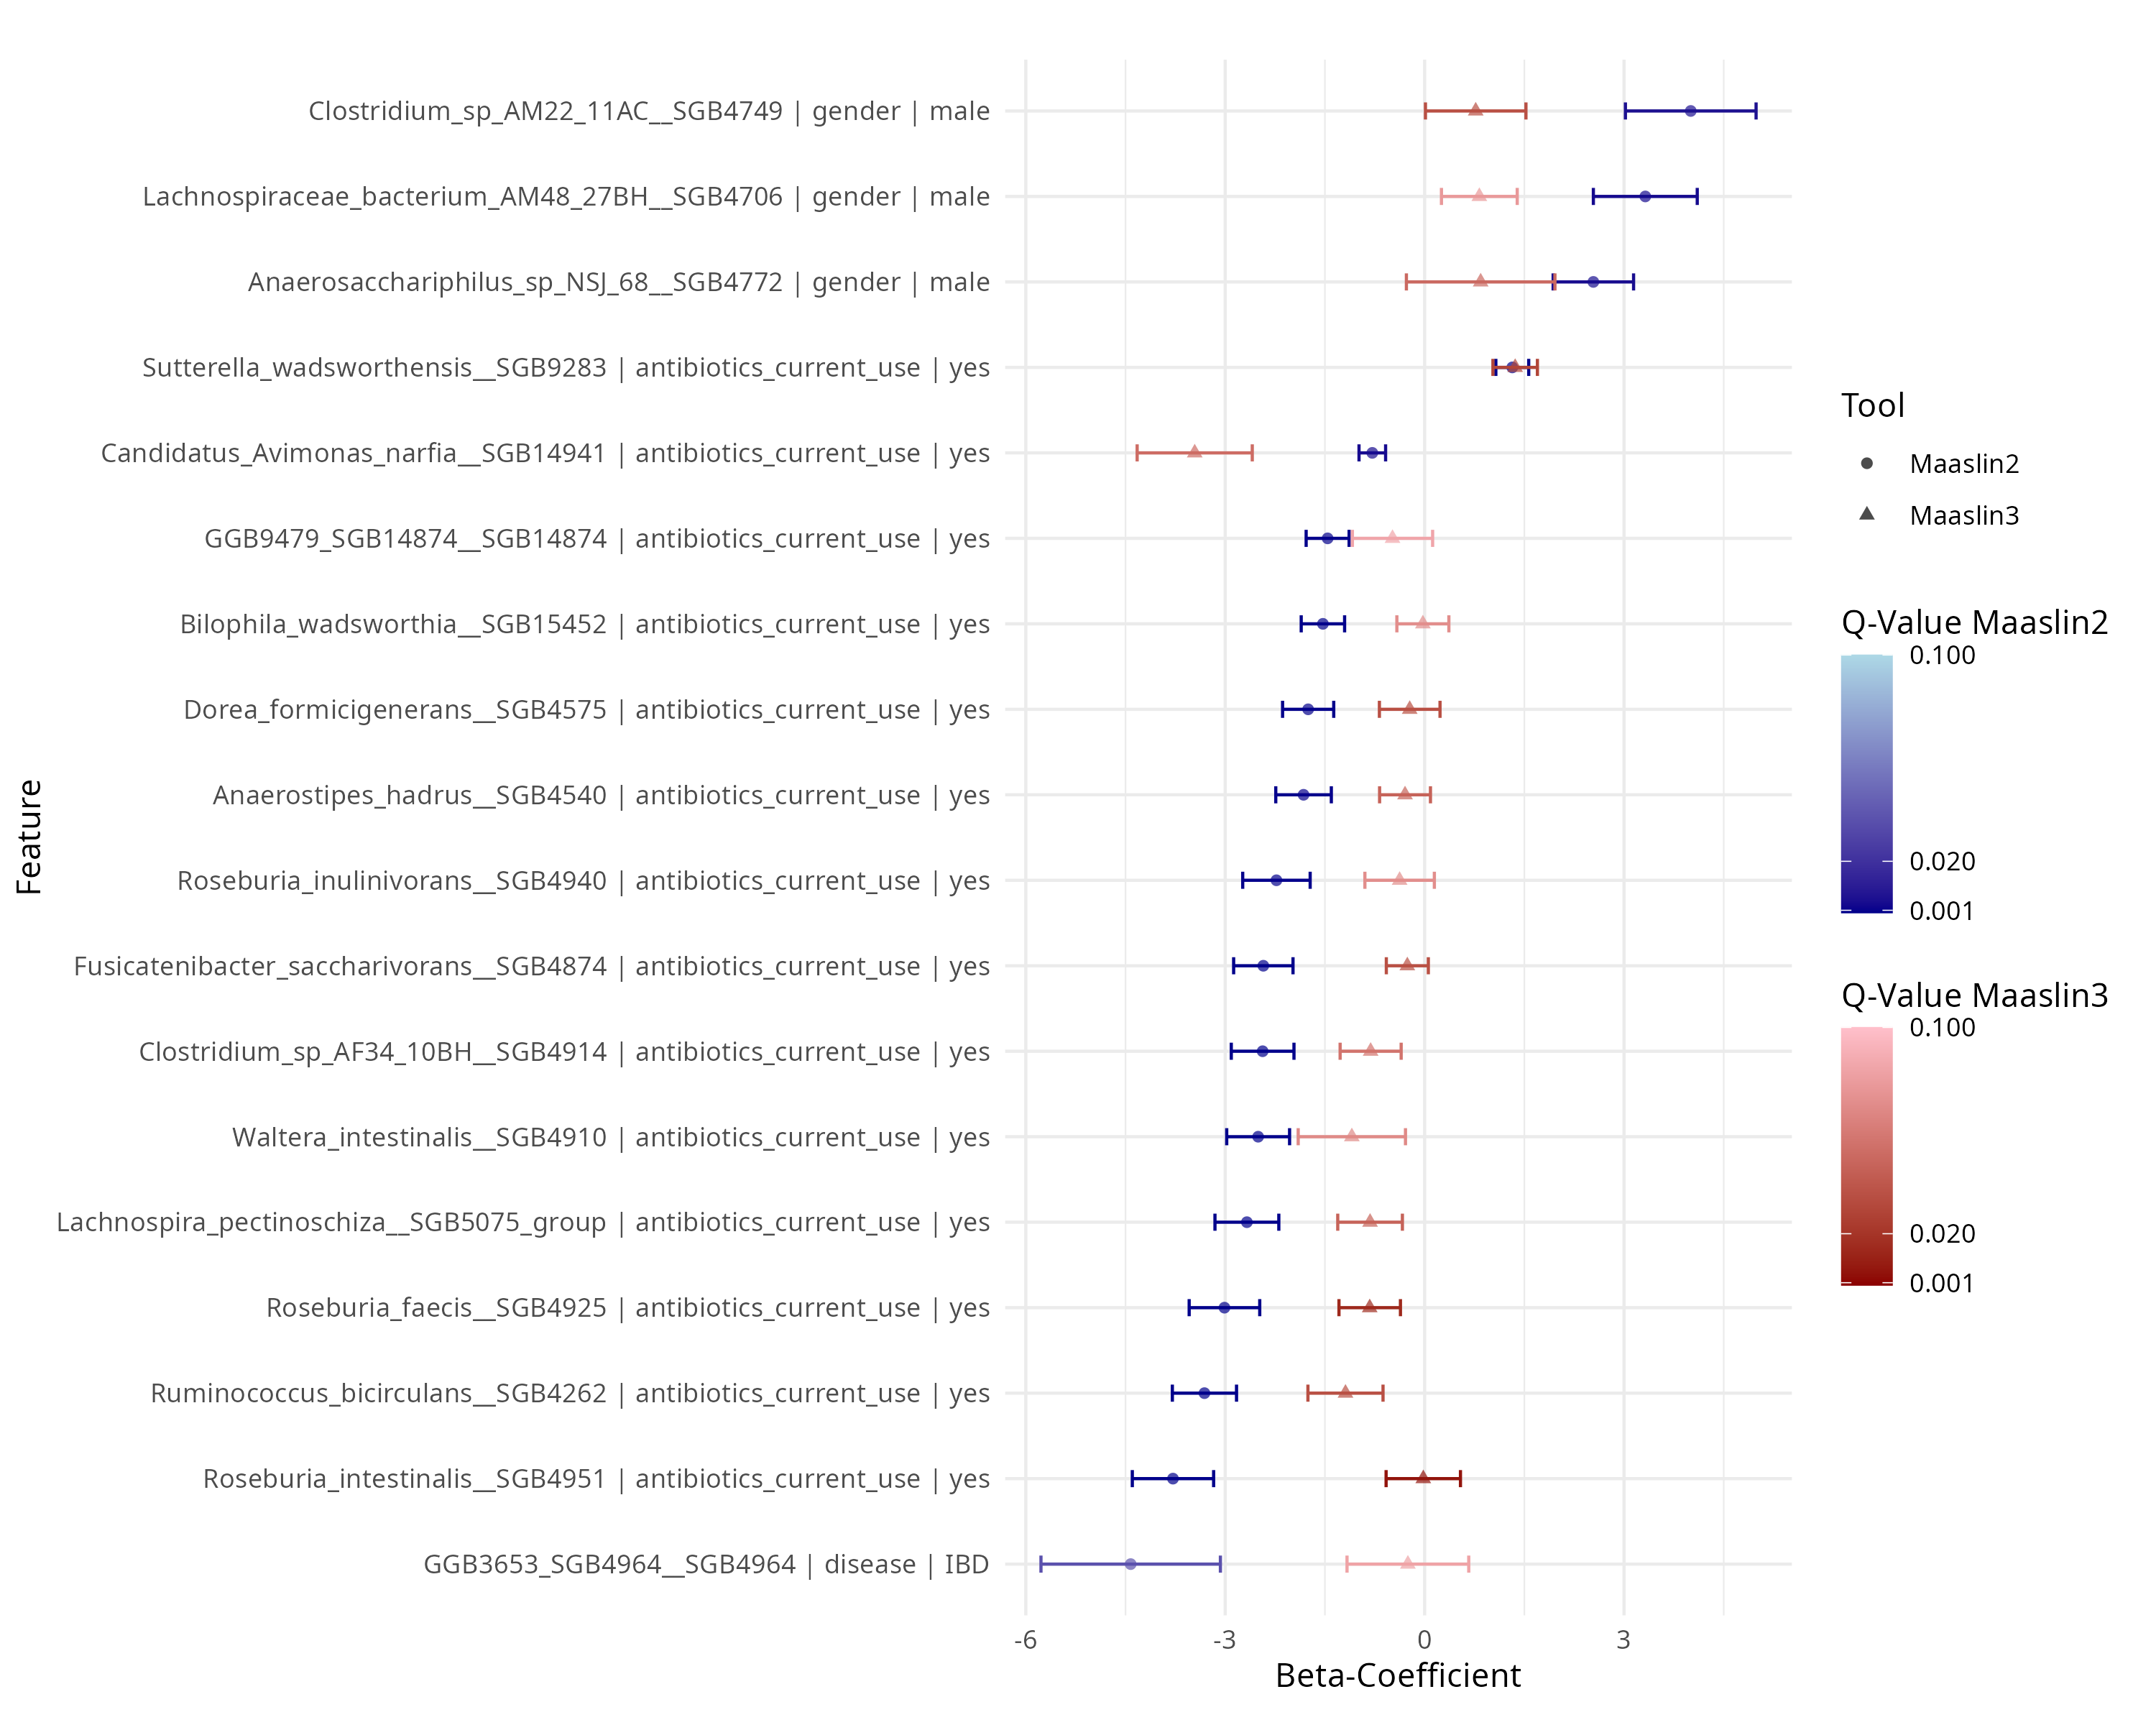 Clostridium_sp_AM22_11AC__SGB4749 | gender | male
Lachnospiraceae_bacterium_AM48_27BH__SGB4706 | gender | male
Anaerosacchariphilus_sp_NSJ_68__SGB4772 | gender | male
Sutterella_wadsworthensis__SGB9283 | antibiotics_current_use | yes
Candidatus_Avimonas_narfia__SGB14941 | antibiotics_current_use | yes
GGB9479_SGB14874__SGB14874 | antibiotics_current_use | yes
Bilophila_wadsworthia__SGB15452 | antibiotics_current_use | yes
Dorea_formicigenerans__SGB4575 | antibiotics_current_use | yes
Anaerostipes_hadrus__SGB4540 | antibiotics_current_use | yes
Roseburia_inulinivorans__SGB4940 | antibiotics_current_use | yes
Fusicatenibacter_saccharivorans__SGB4874 | antibiotics_current_use | yes
Clostridium_sp_AF34_10BH__SGB4914 | antibiotics_current_use | yes
Waltera_intestinalis__SGB4910 | antibiotics_current_use | yes
Lachnospira_pectinoschiza__SGB5075_group | antibiotics_current_use | yes
Roseburia_faecis__SGB4925 | antibiotics_current_use | yes
Ruminococcus_bicirculans__SGB4262 | antibiotics_current_use | yes
Roseburia_intestinalis__SGB4951 | antibiotics_current_use | yes
GGB3653_SGB4964__SGB4964 | disease | IBD
Feature
-6 -3 0 3
Beta-Coefficient
Tool
Maaslin2
Maaslin3
Q-Value Maaslin2
0.100
0.020
0.001
Q-Value Maaslin3
0.100
0.020
0.001